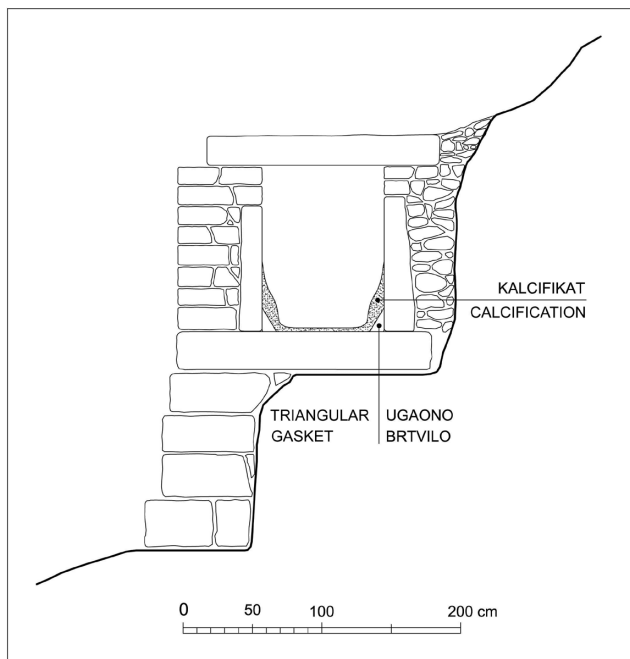 KALCIFIKAT
CALCIFICATION
TRIANGULAR GASKET
UGAONO BRTVILO
0 50 100 200 cm